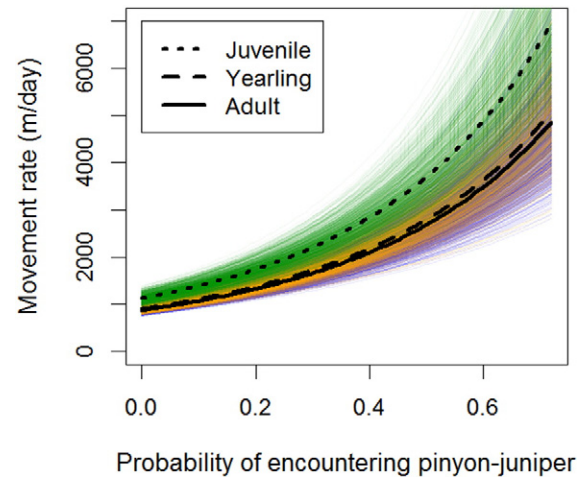 Movement rate (m/day)
6000
4000
2000
0
Juvenile
Yearling
Adult
0.0 0.2 0.4 0.6
Probability of encountering pinyon-juniper